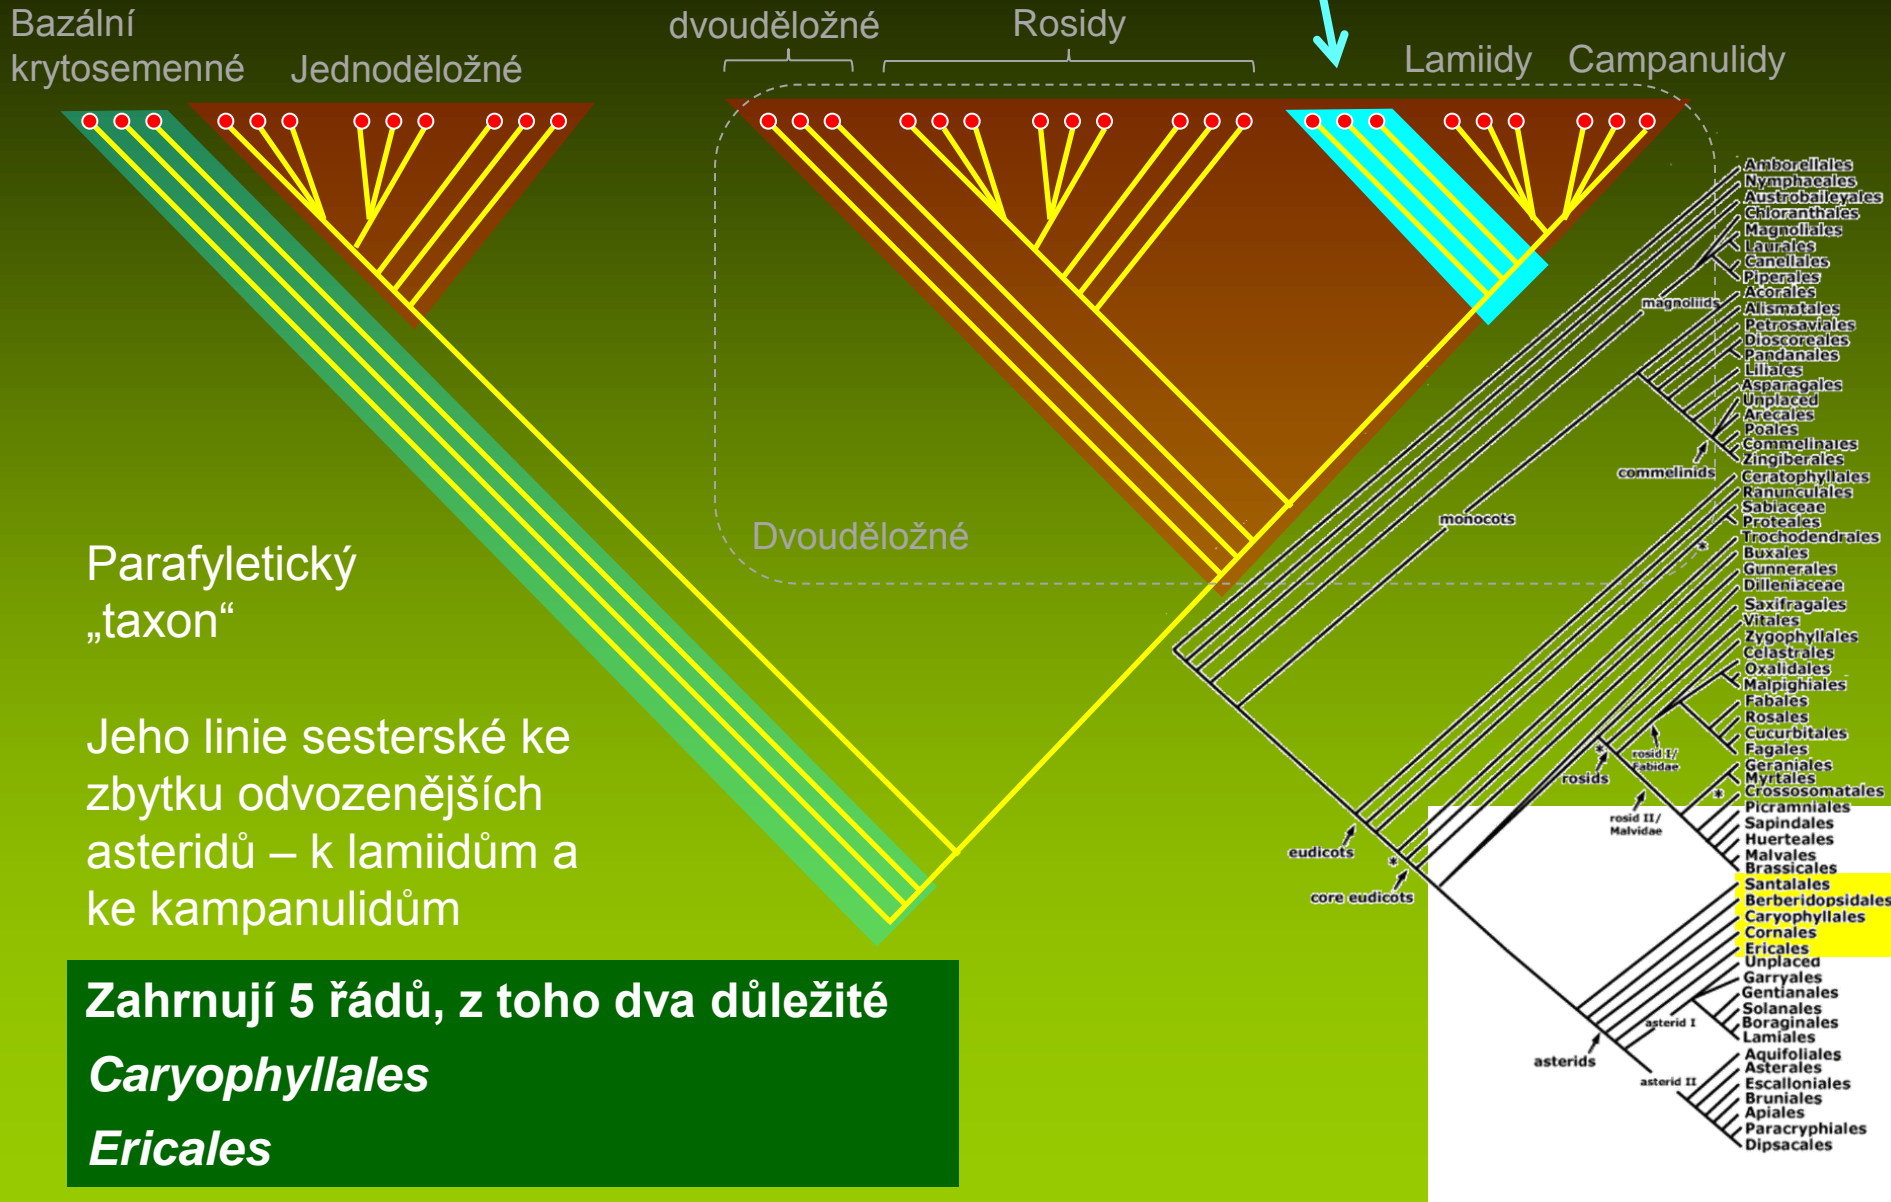 Bazální
krytosemenné
Jednoděložné
dvouděložné
Rosidy
Lamiidy
Campanulidy
Dvouděložné
Parafyletický
„taxon“
Jeho linie sesterské ke
zbytku odvozenějších
asteridů – k lamiidům a
ke kampanulidům
Zahrnují 5 řádů, z toho dva důležité
Caryophyllales
Ericales
Amborellales
Nymphaeales
Austrobaileyales
Chloranthales
Magnoliales
Laurales
Canellales
Piperales
magnoliids
Acorales
Alismatales
Petrosaviales
Dioscoreales
Pandanales
Liliales
Asparagales
Unplaced
Arecales
Poales
Commelinales
Zingiberales
commelinids
monocots
Ceratophyllales
Ranunculales
Sabiaceae
Proteales
Trochodendrales
*
Buxales
Gunnerales
Dilleniaceae
Saxifragales
Vitales
Zygophyllales
Celastrales
Oxalidales
Malpighiales
Fabales
Rosales
Cucurbitales
Fagales
*
rosid I/
Fabidae
rosids
Geraniales
Myrtales
Crossosomatales
*
Picramniales
Sapindales
Huerteales
Malvales
Brassicales
rosid II/
Malvidae
eudicots
*
core eudicots
Santalales
Berberidopsidales
Caryophyllales
Cornales
Ericales
Unplaced
Garryales
Gentianales
Solanales
Boraginales
Lamiales
asterid I
asterids
asterid II
Aquifoliales
Asterales
Escalloniales
Bruniales
Apiales
Paracryphiales
Dipsacales